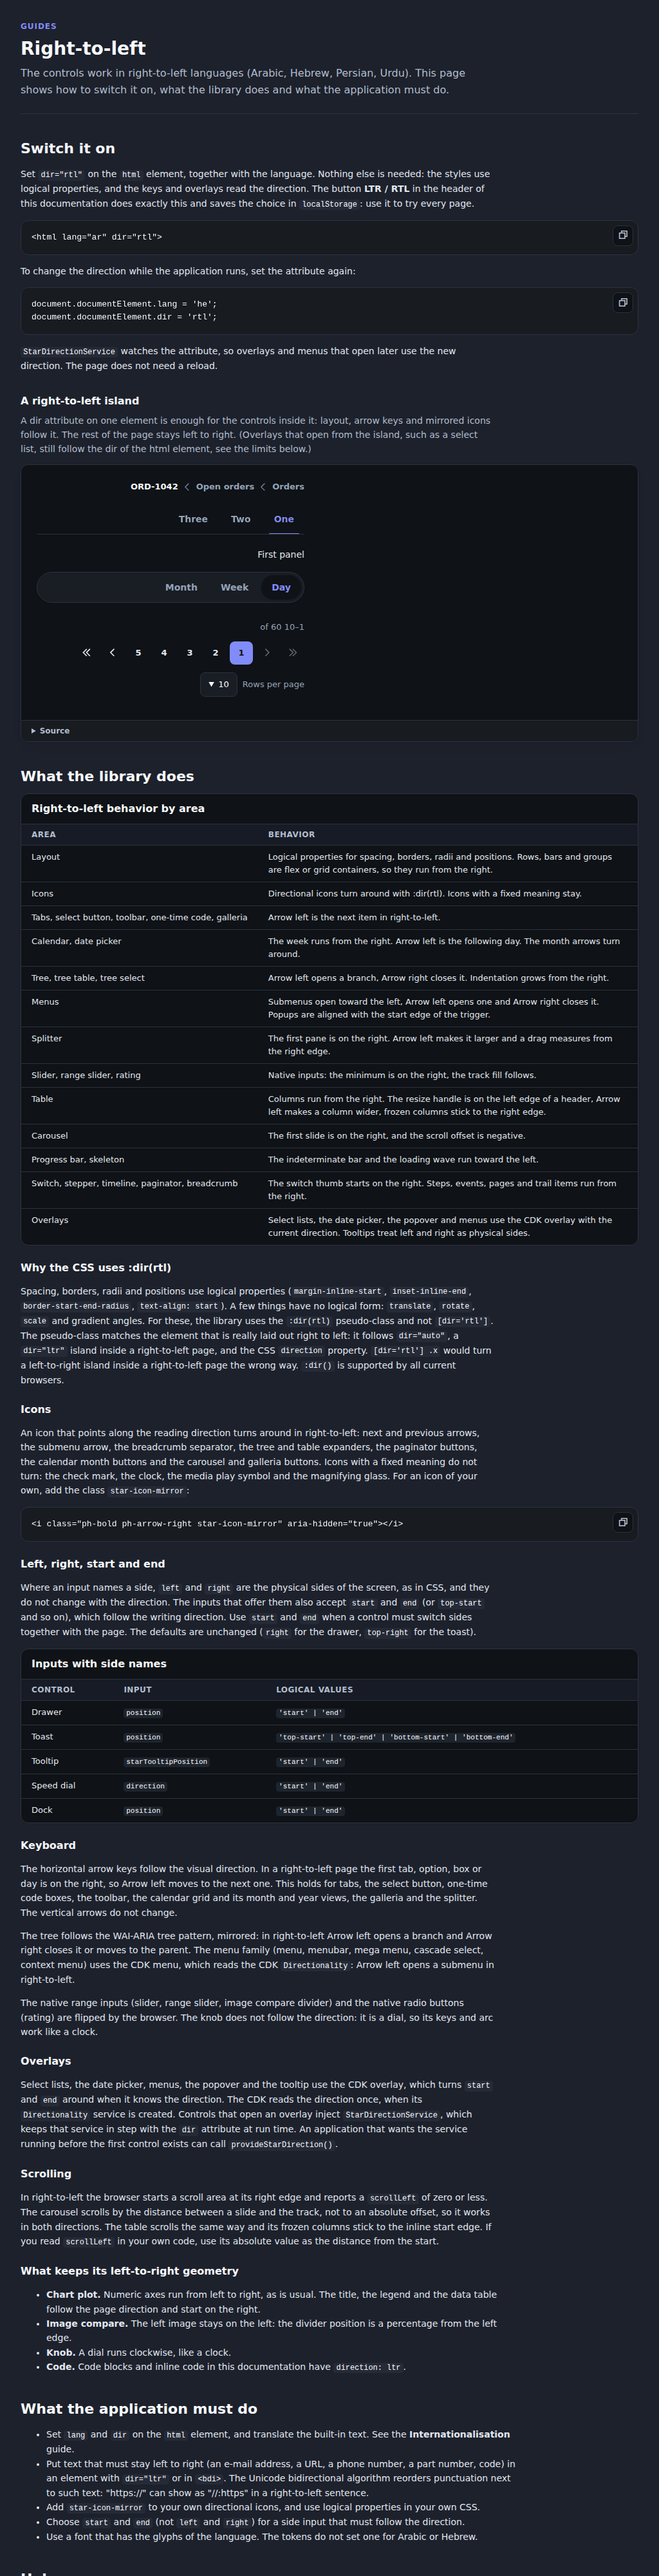 GUIDES
Right-to-left
The controls work in right-to-left languages (Arabic, Hebrew, Persian, Urdu). This page
shows how to switch it on, what the library does and what the application must do.
Switch it on
Set dir="rtl" on the html element, together with the language. Nothing else is needed: the styles use
logical properties, and the keys and overlays read the direction. The button LTR / RTL in the header of
this documentation does exactly this and saves the choice in localStorage: use it to try every page.
<html lang="ar" dir="rtl">
To change the direction while the application runs, set the attribute again:
document.documentElement.lang = 'he';
document.documentElement.dir = 'rtl';
StarDirectionService watches the attribute, so overlays and menus that open later use the new
direction. The page does not need a reload.
A right-to-left island
A dir attribute on one element is enough for the controls inside it: layout, arrow keys and mirrored icons
follow it. The rest of the page stays left to right. (Overlays that open from the island, such as a select
list, still follow the dir of the html element, see the limits below.)
ORD-1042 Open orders Orders
Three Two One
First panel
Month Week Day
of 60 10–1
5 4 3 2 1
10 Rows per page
Source
What the library does
Right-to-left behavior by area
AREA BEHAVIOR
Layout Logical properties for spacing, borders, radii and positions. Rows, bars and groups
are flex or grid containers, so they run from the right.
Icons Directional icons turn around with :dir(rtl). Icons with a fixed meaning stay.
Tabs, select button, toolbar, one-time code, galleria Arrow left is the next item in right-to-left.
Calendar, date picker The week runs from the right. Arrow left is the following day. The month arrows turn
around.
Tree, tree table, tree select Arrow left opens a branch, Arrow right closes it. Indentation grows from the right.
Menus Submenus open toward the left, Arrow left opens one and Arrow right closes it.
Popups are aligned with the start edge of the trigger.
Splitter The first pane is on the right. Arrow left makes it larger and a drag measures from
the right edge.
Slider, range slider, rating Native inputs: the minimum is on the right, the track fill follows.
Table Columns run from the right. The resize handle is on the left edge of a header, Arrow
left makes a column wider, frozen columns stick to the right edge.
Carousel The first slide is on the right, and the scroll offset is negative.
Progress bar, skeleton The indeterminate bar and the loading wave run toward the left.
Switch, stepper, timeline, paginator, breadcrumb The switch thumb starts on the right. Steps, events, pages and trail items run from
the right.
Overlays Select lists, the date picker, the popover and menus use the CDK overlay with the
current direction. Tooltips treat left and right as physical sides.
Why the CSS uses :dir(rtl)
Spacing, borders, radii and positions use logical properties (margin-inline-start, inset-inline-end,
border-start-end-radius, text-align: start). A few things have no logical form: translate, rotate,
scale and gradient angles. For these, the library uses the :dir(rtl) pseudo-class and not [dir='rtl'].
The pseudo-class matches the element that is really laid out right to left: it follows dir="auto", a
dir="ltr" island inside a right-to-left page, and the CSS direction property. [dir='rtl'] .x would turn
a left-to-right island inside a right-to-left page the wrong way. :dir() is supported by all current
browsers.
Icons
An icon that points along the reading direction turns around in right-to-left: next and previous arrows,
the submenu arrow, the breadcrumb separator, the tree and table expanders, the paginator buttons,
the calendar month buttons and the carousel and galleria buttons. Icons with a fixed meaning do not
turn: the check mark, the clock, the media play symbol and the magnifying glass. For an icon of your
own, add the class star-icon-mirror:
<i class="ph-bold ph-arrow-right star-icon-mirror" aria-hidden="true"></i>
Left, right, start and end
Where an input names a side, left and right are the physical sides of the screen, as in CSS, and they
do not change with the direction. The inputs that offer them also accept start and end (or top-start
and so on), which follow the writing direction. Use start and end when a control must switch sides
together with the page. The defaults are unchanged (right for the drawer, top-right for the toast).
Inputs with side names
CONTROL INPUT LOGICAL VALUES
Drawer position 'start' | 'end'
Toast position 'top-start' | 'top-end' | 'bottom-start' | 'bottom-end'
Tooltip starTooltipPosition 'start' | 'end'
Speed dial direction 'start' | 'end'
Dock position 'start' | 'end'
Keyboard
The horizontal arrow keys follow the visual direction. In a right-to-left page the first tab, option, box or
day is on the right, so Arrow left moves to the next one. This holds for tabs, the select button, one-time
code boxes, the toolbar, the calendar grid and its month and year views, the galleria and the splitter.
The vertical arrows do not change.
The tree follows the WAI-ARIA tree pattern, mirrored: in right-to-left Arrow left opens a branch and Arrow
right closes it or moves to the parent. The menu family (menu, menubar, mega menu, cascade select,
context menu) uses the CDK menu, which reads the CDK Directionality: Arrow left opens a submenu in
right-to-left.
The native range inputs (slider, range slider, image compare divider) and the native radio buttons
(rating) are flipped by the browser. The knob does not follow the direction: it is a dial, so its keys and arc
work like a clock.
Overlays
Select lists, the date picker, menus, the popover and the tooltip use the CDK overlay, which turns start
and end around when it knows the direction. The CDK reads the direction once, when its
Directionality service is created. Controls that open an overlay inject StarDirectionService, which
keeps that service in step with the dir attribute at run time. An application that wants the service
running before the first control exists can call provideStarDirection().
Scrolling
In right-to-left the browser starts a scroll area at its right edge and reports a scrollLeft of zero or less.
The carousel scrolls by the distance between a slide and the track, not to an absolute offset, so it works
in both directions. The table scrolls the same way and its frozen columns stick to the inline start edge. If
you read scrollLeft in your own code, use its absolute value as the distance from the start.
What keeps its left-to-right geometry
• Chart plot. Numeric axes run from left to right, as is usual. The title, the legend and the data table
follow the page direction and start on the right.
• Image compare. The left image stays on the left: the divider position is a percentage from the left
edge.
• Knob. A dial runs clockwise, like a clock.
• Code. Code blocks and inline code in this documentation have direction: ltr.
What the application must do
• Set lang and dir on the html element, and translate the built-in text. See the Internationalisation
guide.
• Put text that must stay left to right (an e-mail address, a URL, a phone number, a part number, code) in
an element with dir="ltr" or in <bdi>. The Unicode bidirectional algorithm reorders punctuation next
to such text: "https://" can show as "//:https" in a right-to-left sentence.
• Add star-icon-mirror to your own directional icons, and use logical properties in your own CSS.
• Choose start and end (not left and right) for a side input that must follow the direction.
• Use a font that has the glyphs of the language. The tokens do not set one for Arabic or Hebrew.